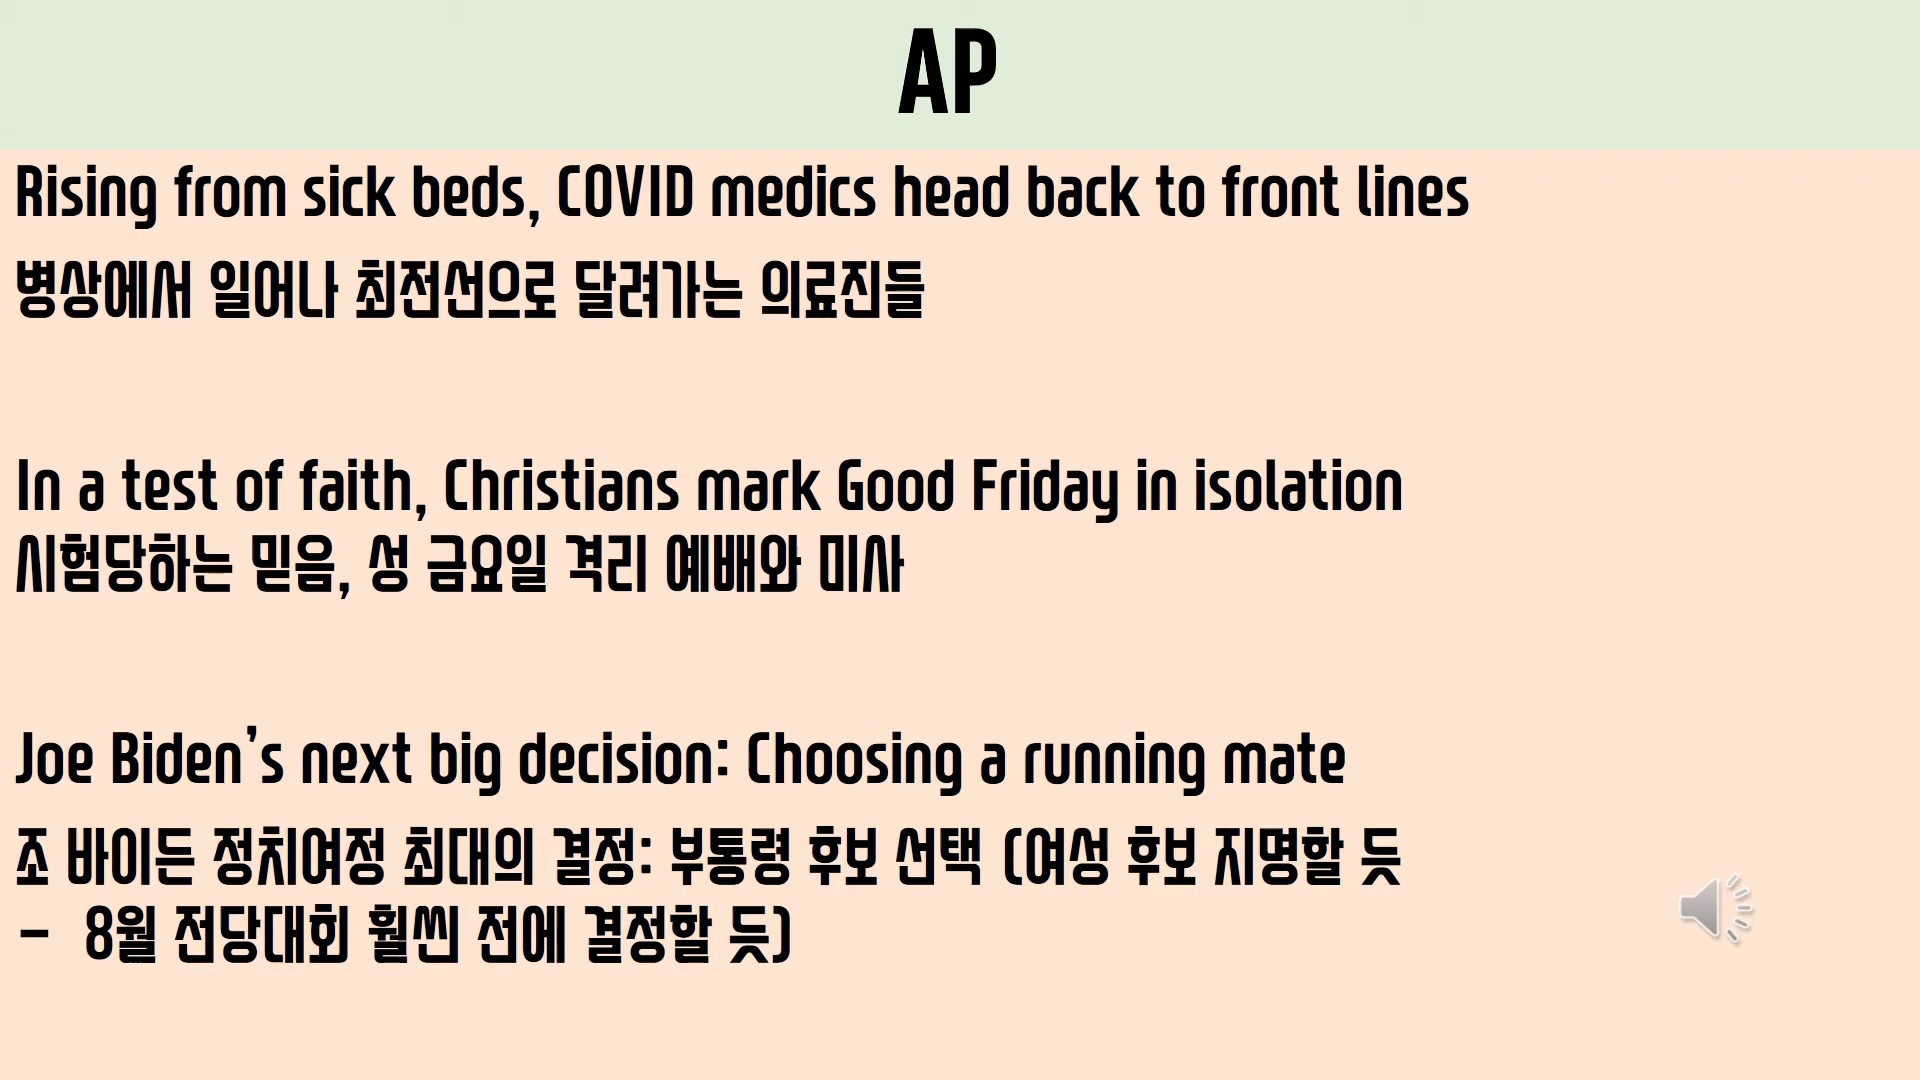 AP
Rising from sick beds, COVID medics head back to front lines
병상에서 일어나 최전선으로 달려가는 의료진들
In a test of faith, Christians mark Good Friday in isolation
시험당하는 믿음, 성 금요일 격리 예배와 미사
Joe Biden’s next big decision: Choosing a running mate
조 바이든 정치여정 최대의 결정: 부통령 후보 선택 (여성 후보 지명할 듯
- 8월 전당대회 훨씬 전에 결정할 듯)